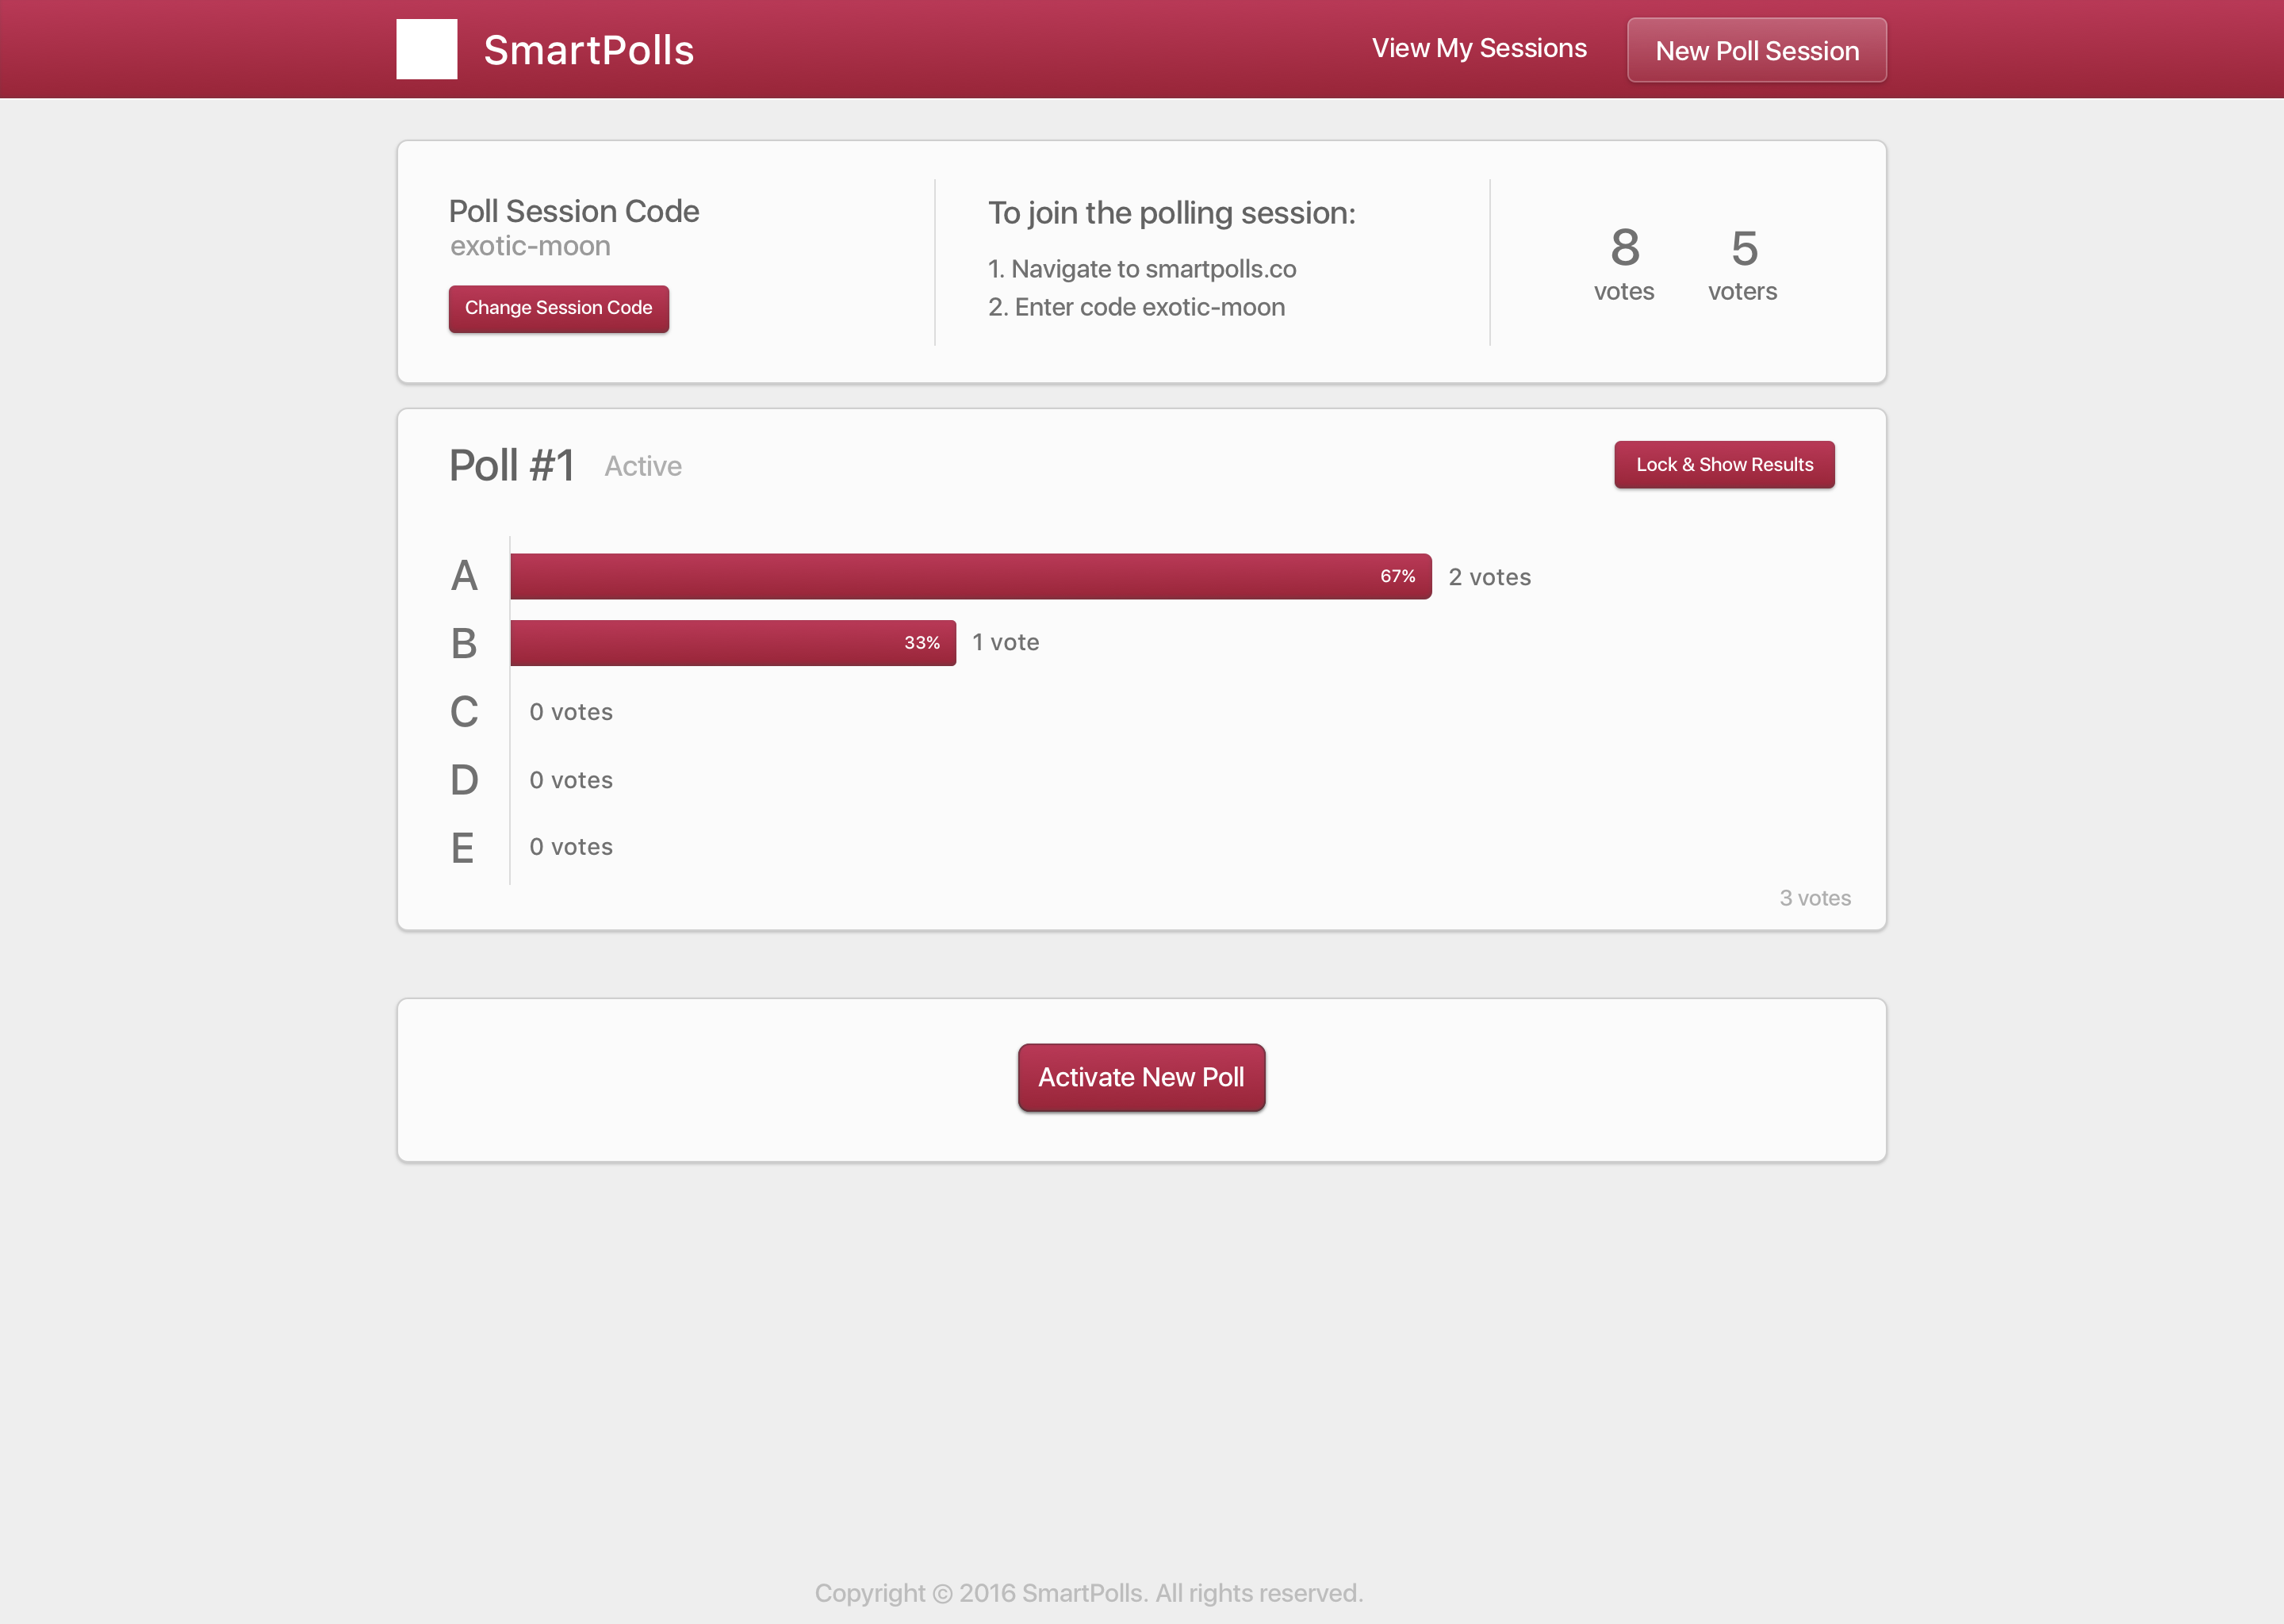 SmartPolls
View My Sessions
New Poll Session
Poll Session Code
exotic-moon
Change Session Code
To join the polling session:
1. Navigate to smartpolls.co
2. Enter code exotic-moon
8
votes
5
voters
Poll #1
Active
Lock & Show Results
A
67%
2 votes
B
33%
1 vote
C
0 votes
D
0 votes
E
0 votes
3 votes
Activate New Poll
Copyright © 2016 SmartPolls. All rights reserved.